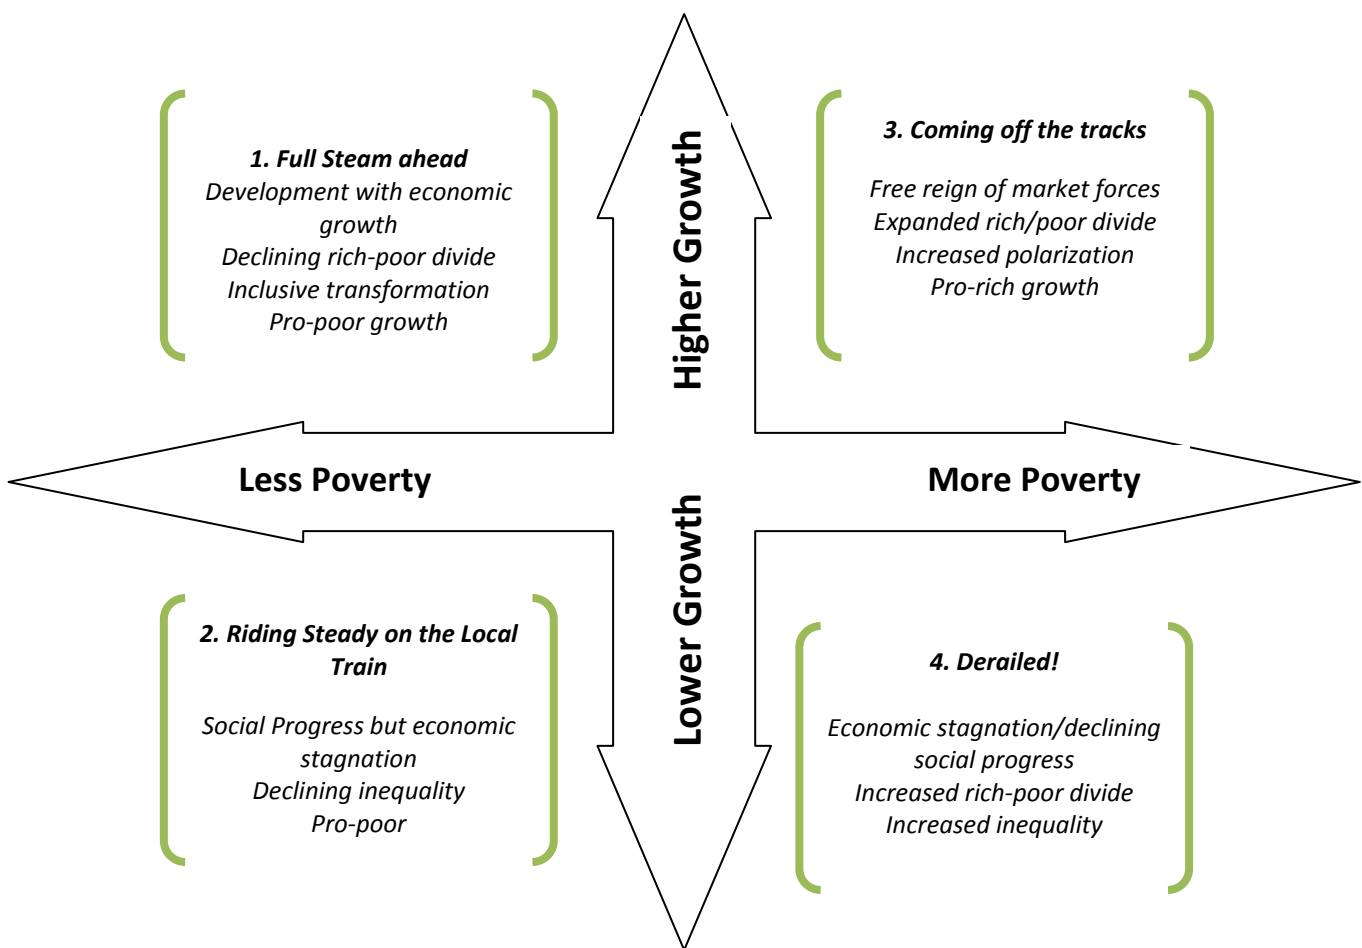 1. Full Steam ahead
Development with economic
growth
Declining rich-poor divide
Inclusive transformation
Pro-poor growth
Higher Growth
3. Coming off the tracks
Free reign of market forces
Expanded rich/poor divide
Increased polarization
Pro-rich growth
Less Poverty
More Poverty
2. Riding Steady on the Local
Train
Social Progress but economic
stagnation
Declining inequality
Pro-poor
Lower Growth
4. Derailed!
Economic stagnation/declining
social progress
Increased rich-poor divide
Increased inequality